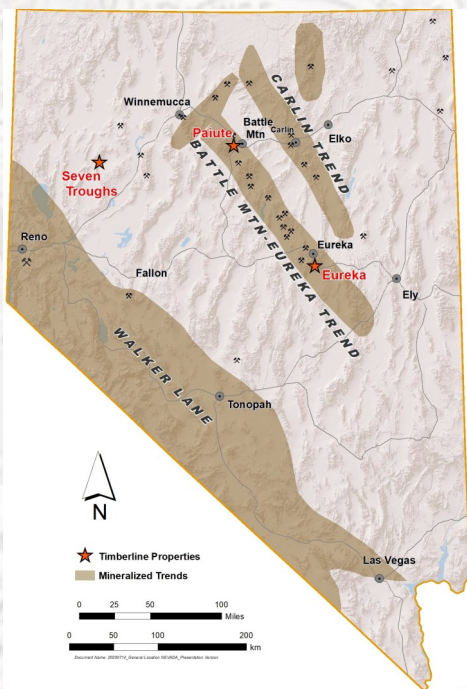 Winnemucca
Paiute
Battle
Mtn
Carlin
Elko
CARLIN TREND
Seven
Troughs
BATTLE MTN-EUREKA TREND
Reno
Fallon
Eureka
Eureka
Ely
WALKER LANE
Tonopah
Las Vegas
N
Timberline Properties
Mineralized Trends
0 25 50 100
Miles
0 50 100 200
km